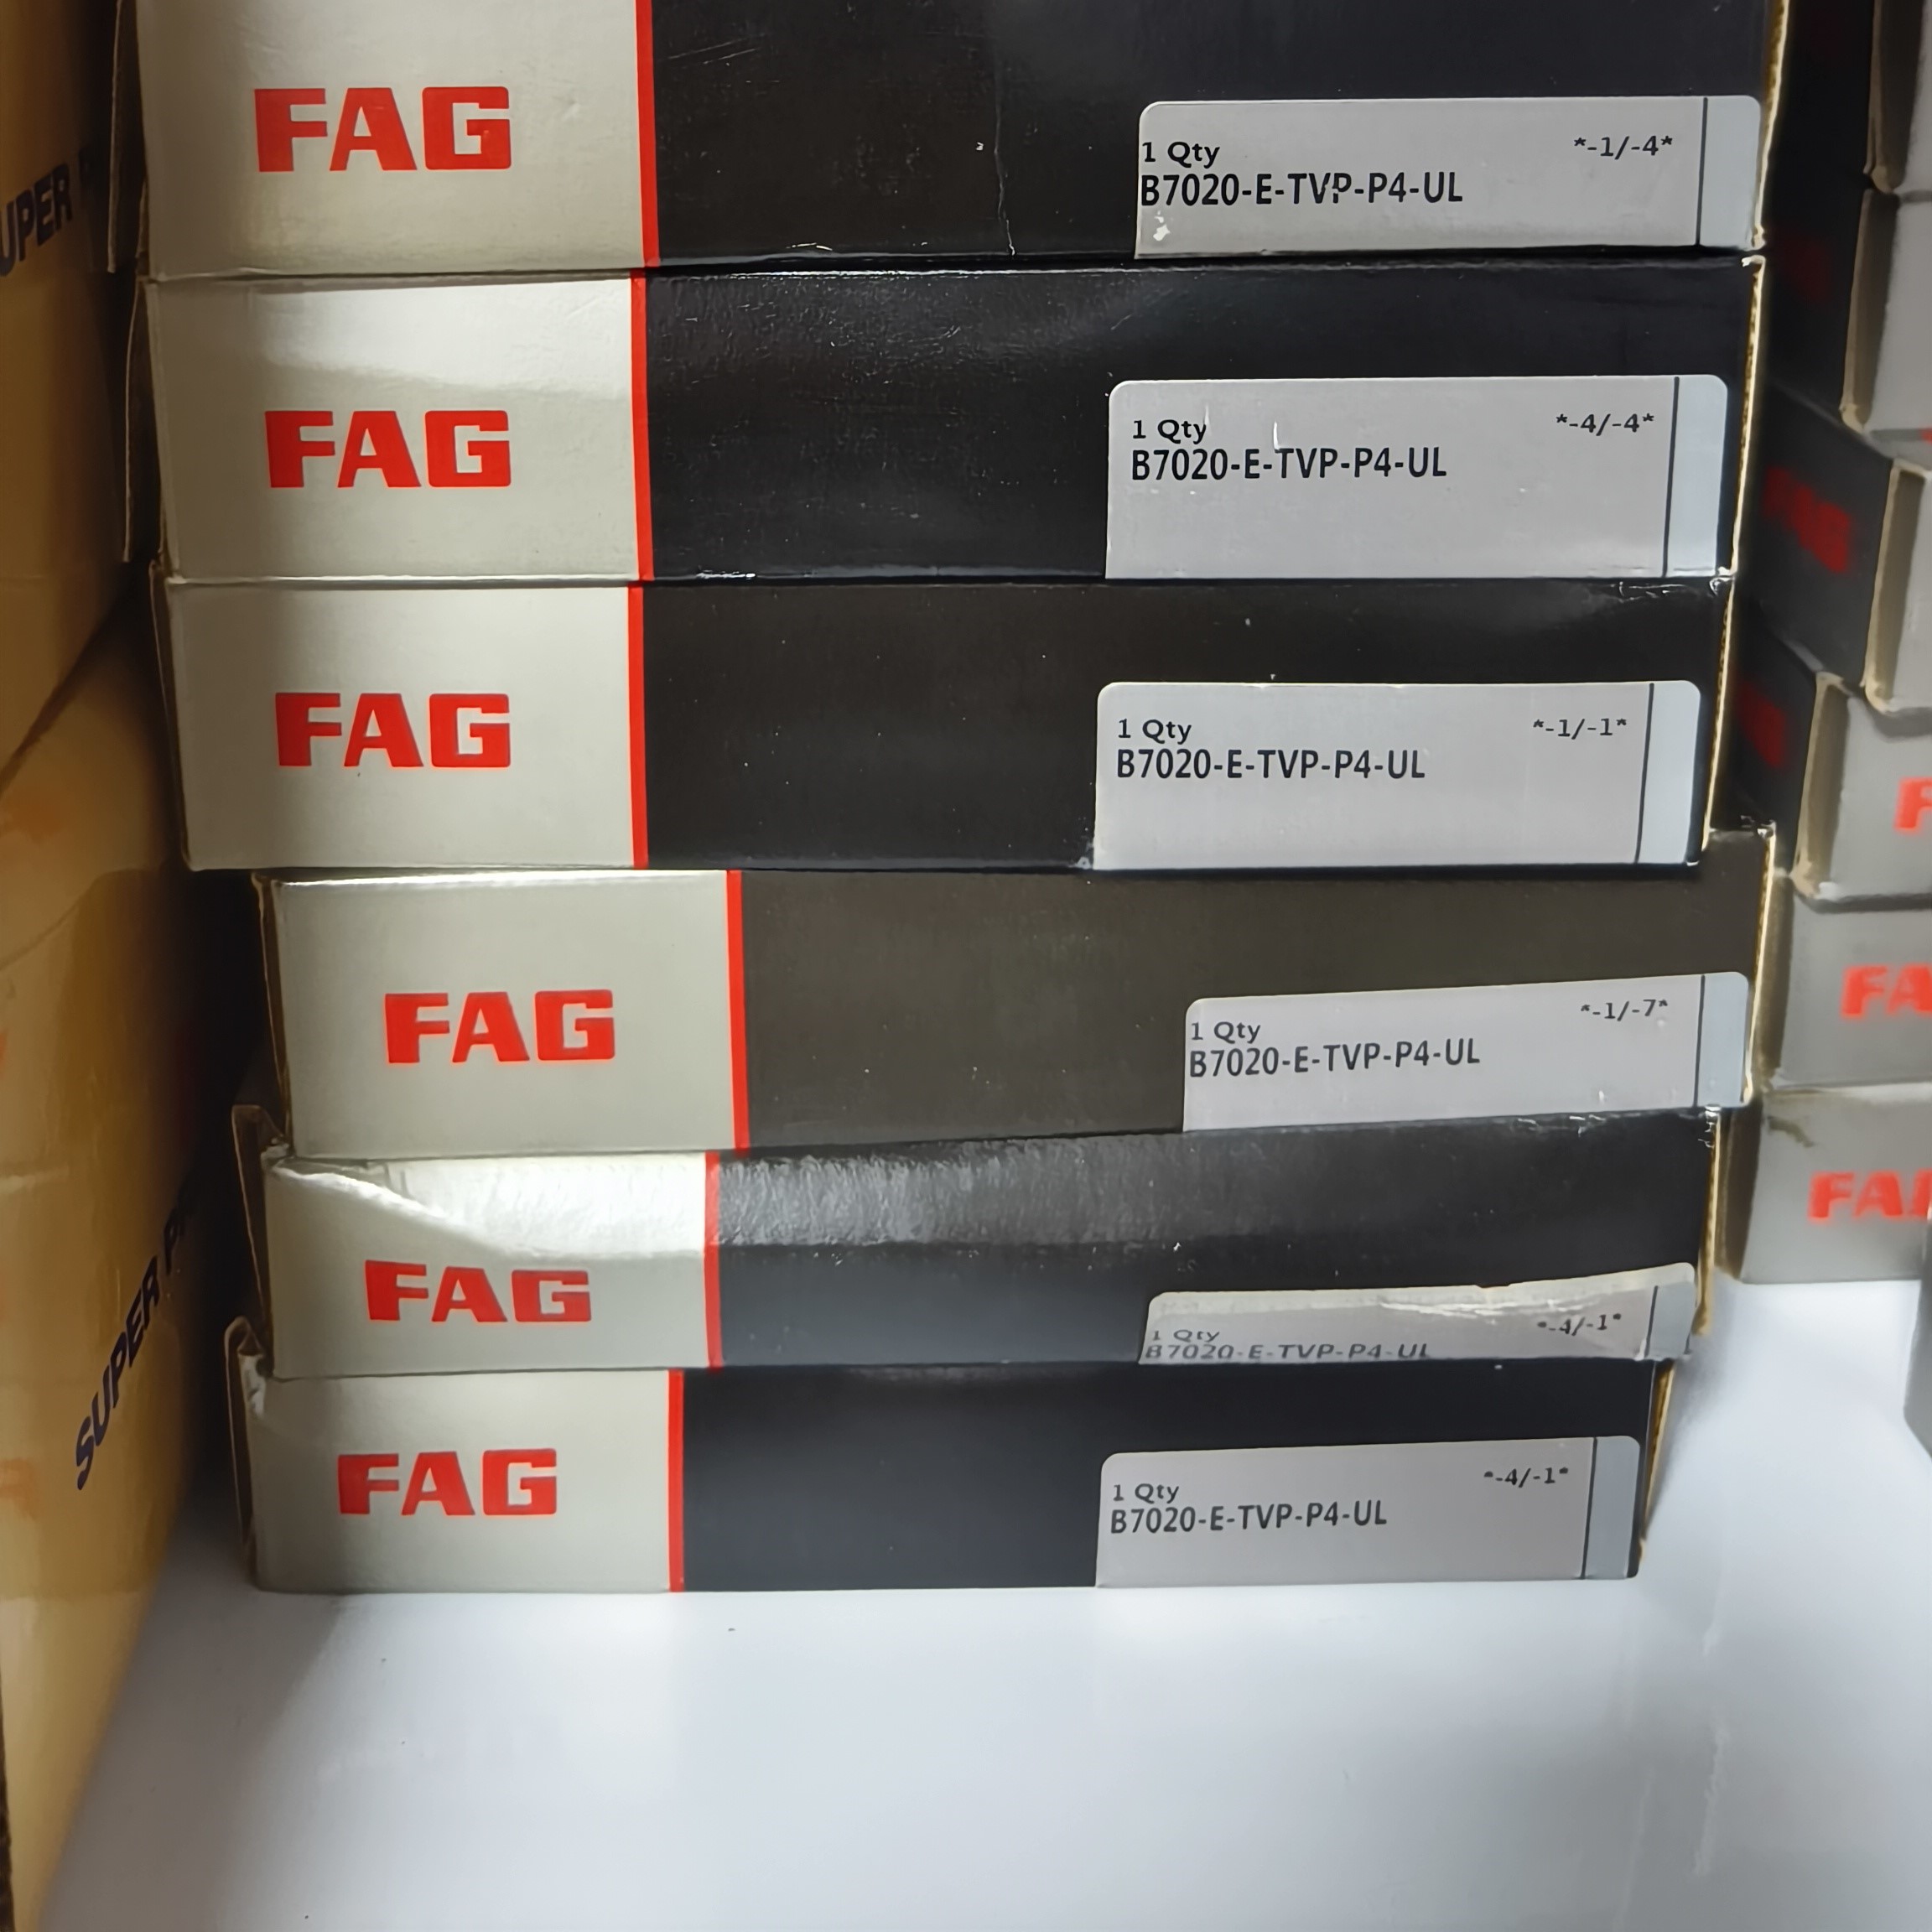 FAG
1 Qty *-1/-4*
B7020-E-TVP-P4-UL
FAG
1 Qty *-4/-4*
B7020-E-TVP-P4-UL
FAG
1 Qty *-1/-1*
B7020-E-TVP-P4-UL
FAG
1 Qty *-1/-7*
B7020-E-TVP-P4-UL
FAG
1 Qty *-4/-1*
B7020-E-TVP-P4-UL
FAG
1 Qty *-4/-1*
B7020-E-TVP-P4-UL
SUPER
FAG